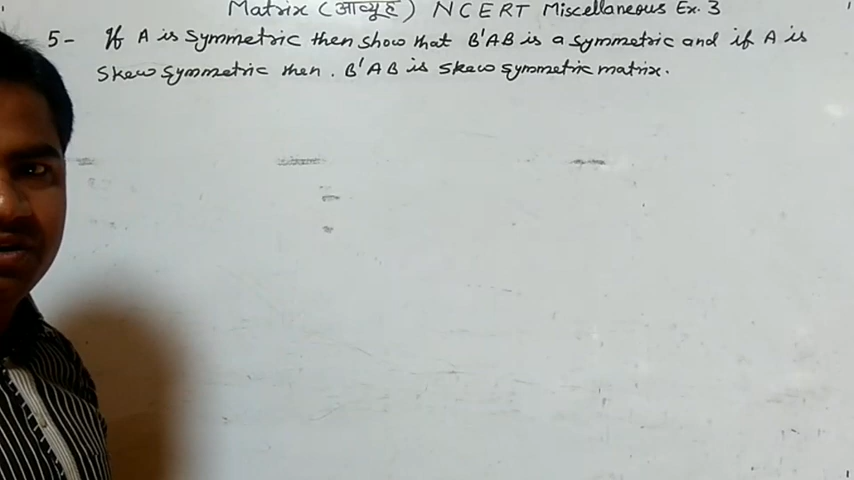 Matrix (आव्यूह) NCERT Miscellaneous Ex. 3
5- If A is Symmetric then show that B'AB is a symmetric and if A is
Skew symmetric then. B'AB is skew symmetric matrix.